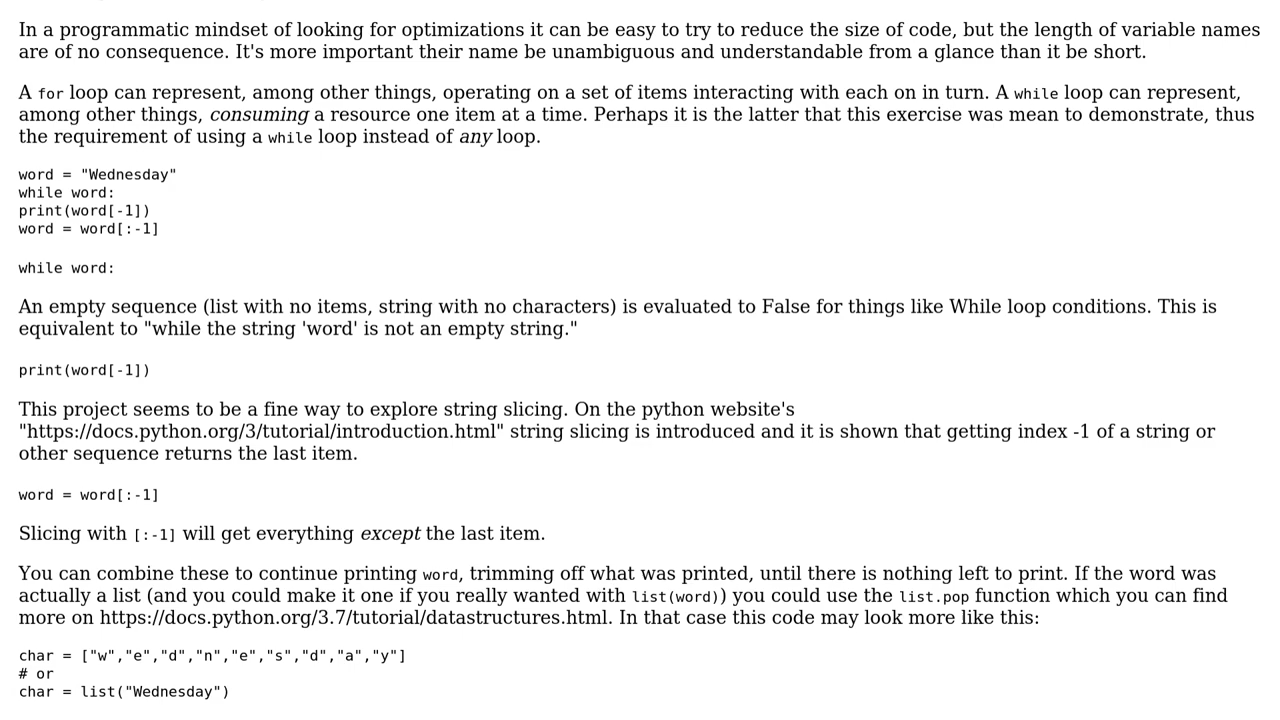 In a programmatic mindset of looking for optimizations it can be easy to try to reduce the size of code, but the length of variable names
are of no consequence. It's more important their name be unambiguous and understandable from a glance than it be short.
A for loop can represent, among other things, operating on a set of items interacting with each on in turn. A while loop can represent,
among other things, consuming a resource one item at a time. Perhaps it is the latter that this exercise was mean to demonstrate, thus
the requirement of using a while loop instead of any loop.
word = "Wednesday"
while word:
print(word[-1])
word = word[:-1]
while word:
An empty sequence (list with no items, string with no characters) is evaluated to False for things like While loop conditions. This is
equivalent to "while the string 'word' is not an empty string."
print(word[-1])
This project seems to be a fine way to explore string slicing. On the python website's
"https://docs.python.org/3/tutorial/introduction.html" string slicing is introduced and it is shown that getting index -1 of a string or
other sequence returns the last item.
word = word[:-1]
Slicing with [:-1] will get everything except the last item.
You can combine these to continue printing word, trimming off what was printed, until there is nothing left to print. If the word was
actually a list (and you could make it one if you really wanted with list(word)) you could use the list.pop function which you can find
more on https://docs.python.org/3.7/tutorial/datastructures.html. In that case this code may look more like this:
char = ["w","e","d","n","e","s","d","a","y"]
# or
char = list("Wednesday")